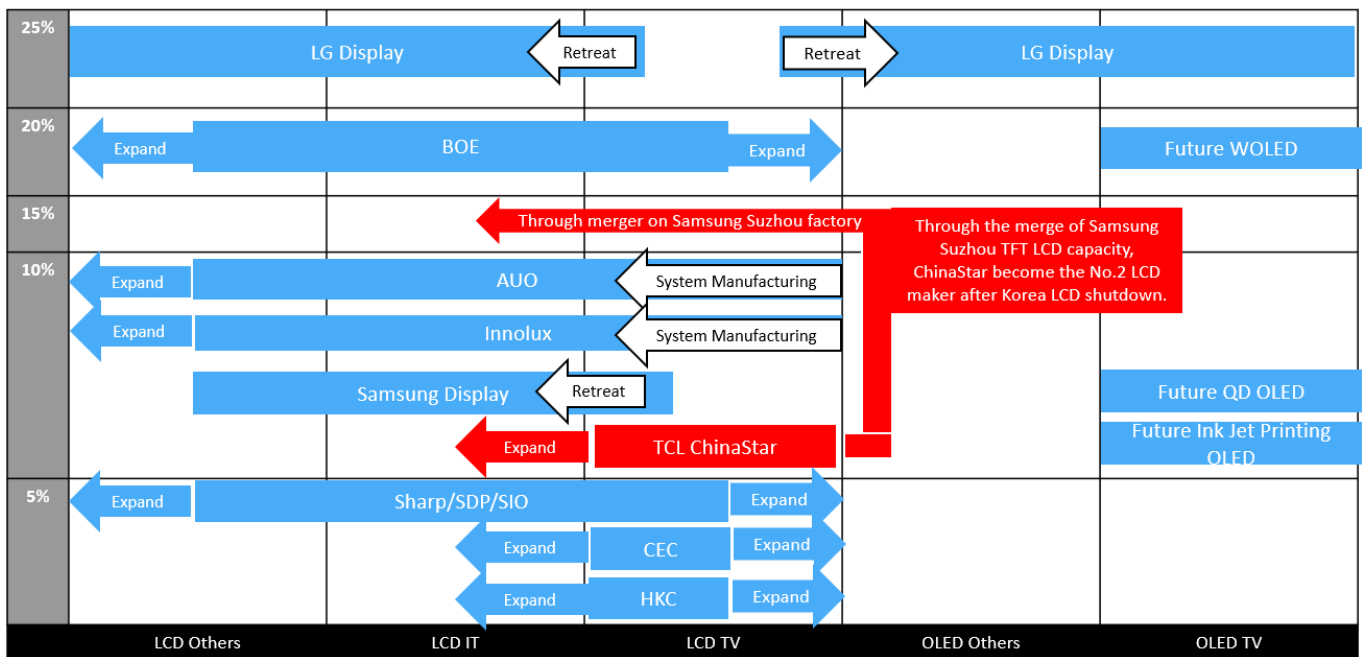 25%
LG Display
Retreat
Retreat
LG Display
20%
Expand
BOE
Expand
Future WOLED
15%
Through merger on Samsung Suzhou factory
Through the merge of Samsung
Suzhou TFT LCD capacity,
ChinaStar become the No.2 LCD
maker after Korea LCD shutdown.
10%
Expand
AUO
System Manufacturing
Expand
Innolux
System Manufacturing
Samsung Display
Retreat
Future QD OLED
Expand
TCL ChinaStar
Future Ink Jet Printing
OLED
5%
Expand
Sharp/SDP/SIO
Expand
Expand
CEC
Expand
Expand
HKC
Expand
LCD Others
LCD IT
LCD TV
OLED Others
OLED TV